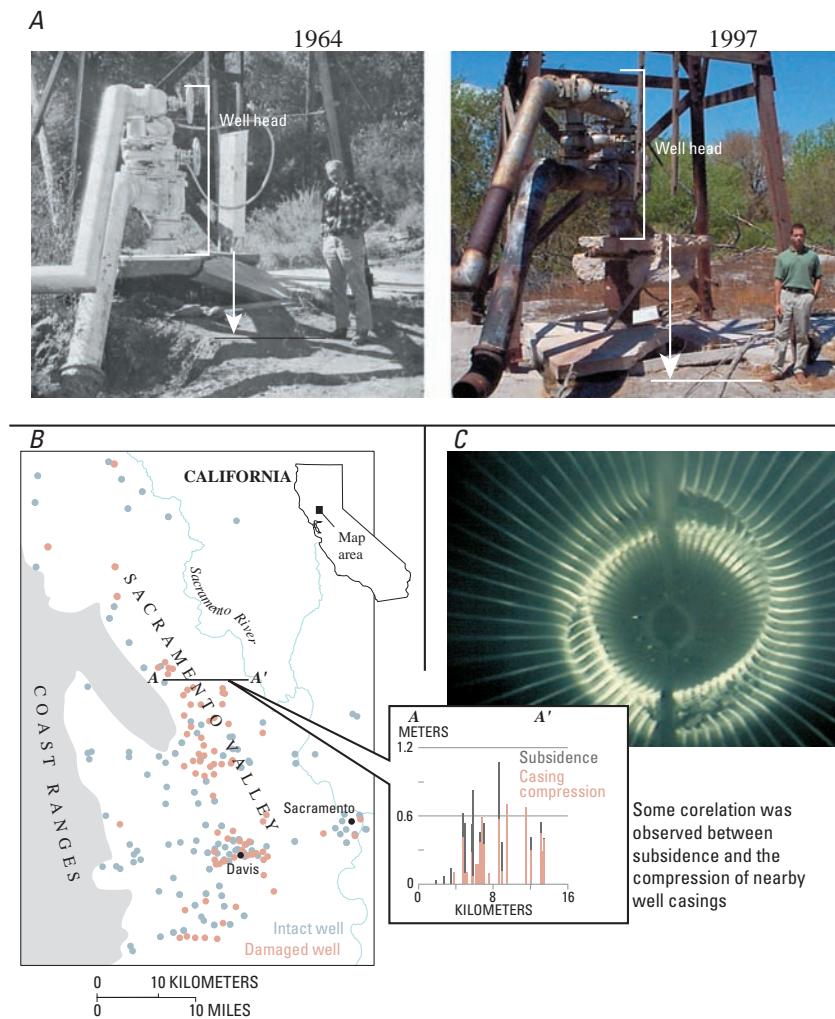 A
1964
1997
Well head
Well head
B
C
CALIFORNIA
Map
area
Sacramento River
SACRAMENTO VALLEY
COAST RANGES
A
A'
Sacramento
Davis
Intact well
Damaged well
0 10 KILOMETERS
0 10 MILES
A A'
METERS
1.2
Subsidence
Casing
compression
0.6
0
0 16
KILOMETERS
Some corelation was
observed between
subsidence and the
compression of nearby
well casings